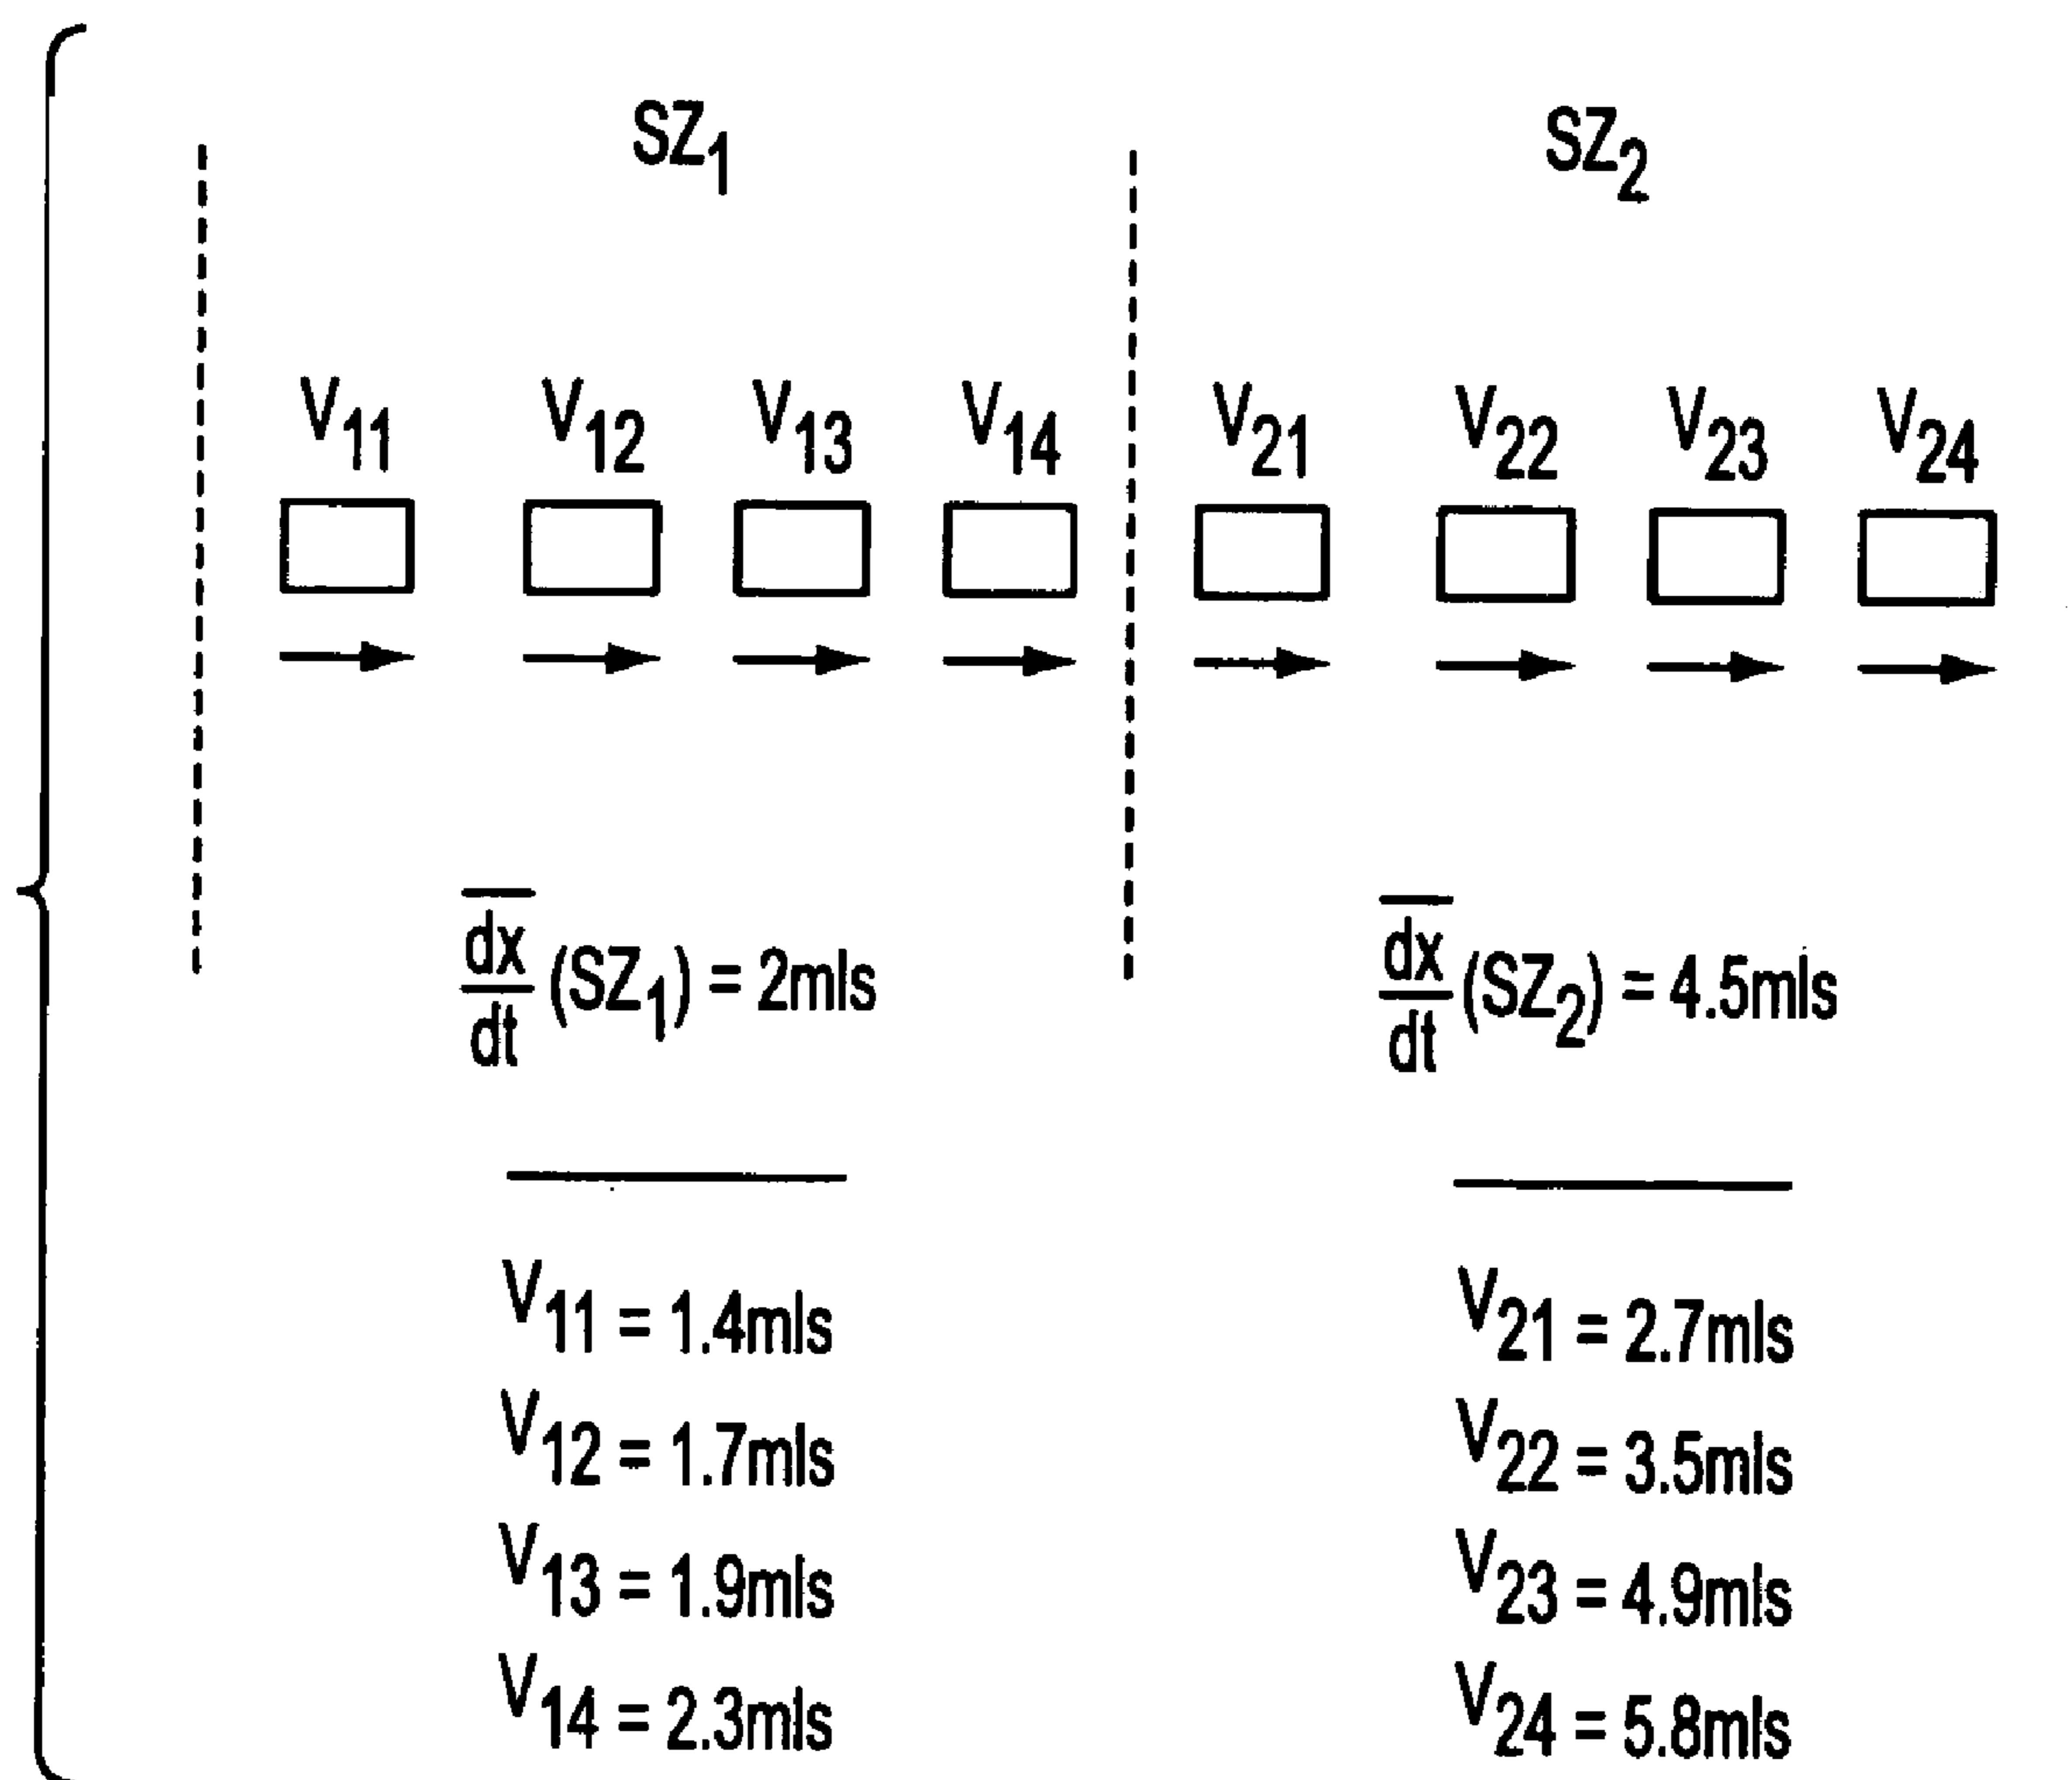 SZ₁ SZ₂
V₁₁ V₁₂ V₁₃ V₁₄ V₂₁ V₂₂ V₂₃ V₂₄
dx/dt (SZ₁) = 2mls
dx/dt (SZ₂) = 4.5mls
V₁₁ = 1.4mls
V₁₂ = 1.7mls
V₁₃ = 1.9mls
V₁₄ = 2.3mls
V₂₁ = 2.7mls
V₂₂ = 3.5mls
V₂₃ = 4.9mls
V₂₄ = 5.8mls